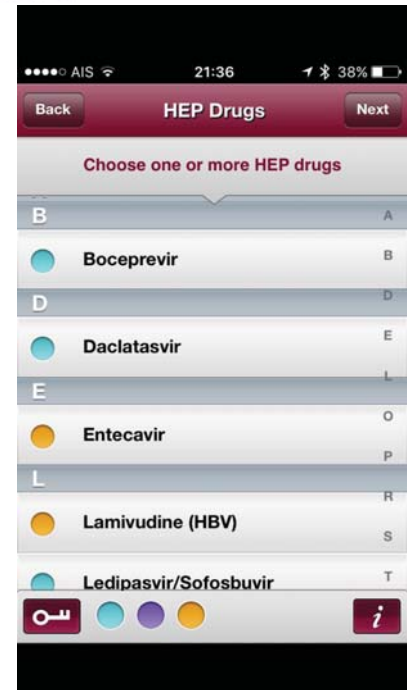 AIS 21:36 38%
Back HEP Drugs Next
Choose one or more HEP drugs
B
A
Boceprevir
B
D
D
Daclatasvir
E
L
E
O
Entecavir
P
L
R
Lamivudine (HBV)
S
Ledipasvir/Sofosbuvir
T
i